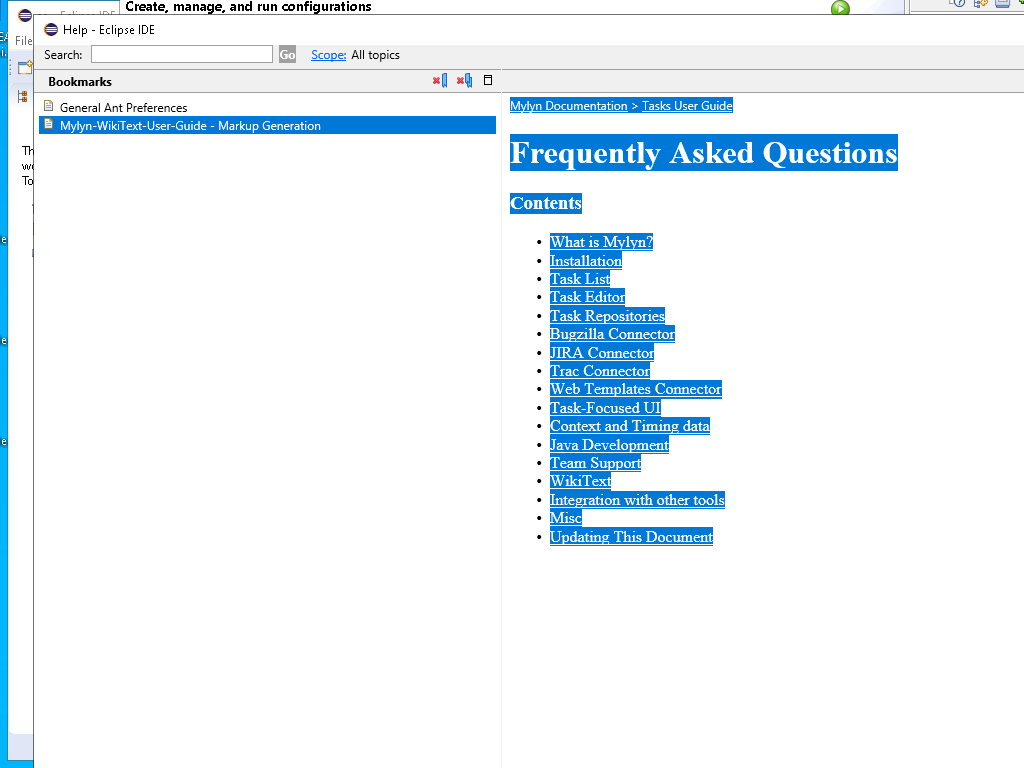 Create, manage, and run configurations
Help - Eclipse IDE
File
Search:
Go
Scope:
All topics
Bookmarks
General Ant Preferences
Mylyn-WikiText-User-Guide - Markup Generation
Mylyn Documentation > Tasks User Guide
Frequently Asked Questions
Contents
What is Mylyn?
Installation
Task List
Task Editor
Task Repositories
Bugzilla Connector
JIRA Connector
Trac Connector
Web Templates Connector
Task-Focused UI
Context and Timing data
Java Development
Team Support
WikiText
Integration with other tools
Misc
Updating This Document